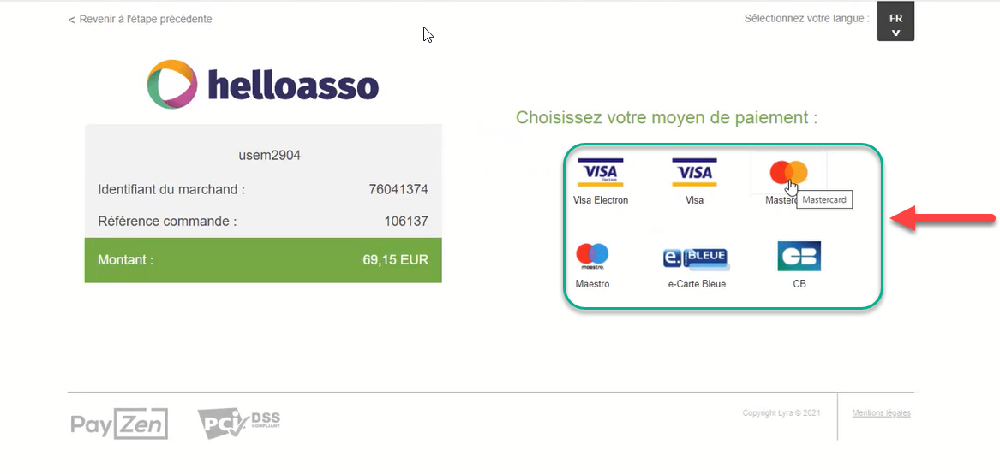 < Revenir à l'étape précédente
Sélectionnez votre langue :
FR
helloasso
usem2904
Identifiant du marchand : 76041374
Référence commande : 106137
Montant : 69,15 EUR
Choisissez votre moyen de paiement :
VISA
Electron
VISA
Visa Electron
Visa
Mastercard
maestro.
e. BLEUE
CB
Maestro
e-Carte Bleue
CB
PayZen
PCI DSS
COMPLIANT
Copyright Lyra © 2021
Mentions légales